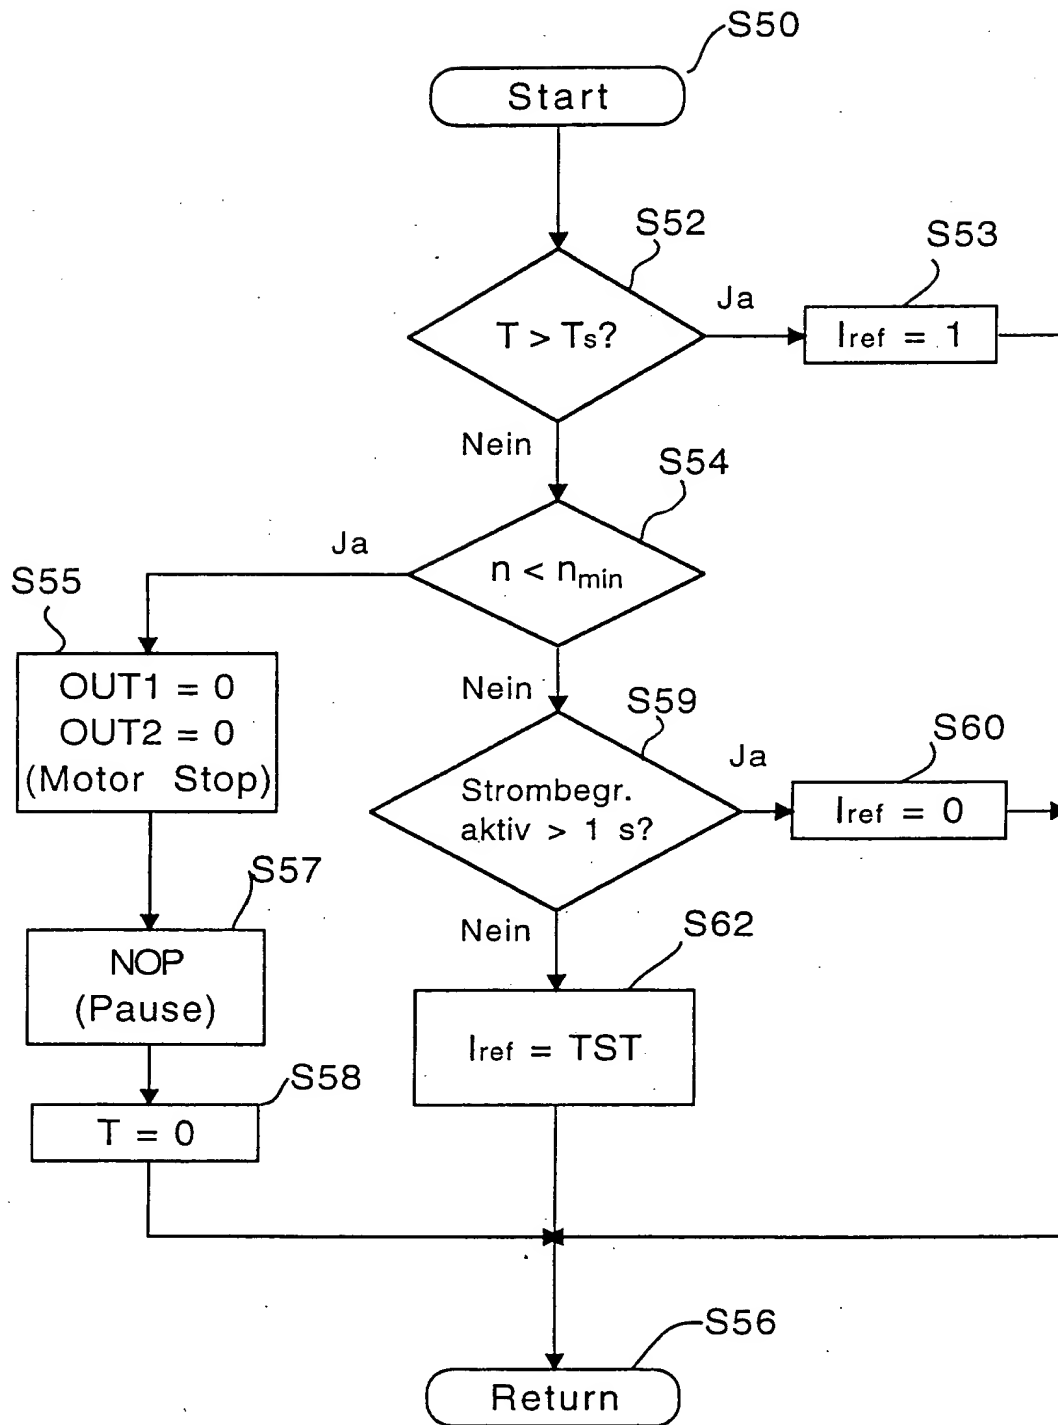 S50
Start
S52
T > Ts?
Ja
S53
Iref = 1
Nein
S54
n < nmin
Ja
S55
OUT1 = 0
OUT2 = 0
(Motor Stop)
Nein
S59
Strombegr.
aktiv > 1 s?
Ja
S60
Iref = 0
S57
NOP
(Pause)
Nein
S62
Iref = TST
S58
T = 0
S56
Return